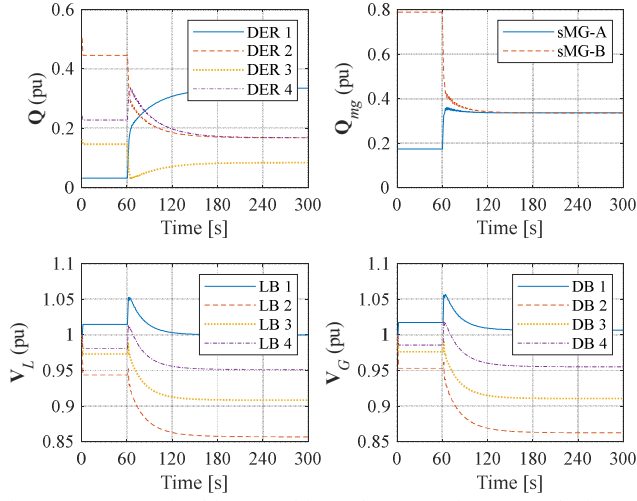 0.6
0.4
0.2
0
Q (pu)
DER 1
DER 2
DER 3
DER 4
0 60 120 180 240 300
Time [s]
0.8
0.6
0.4
0.2
0
Qmg (pu)
sMG-A
sMG-B
0 60 120 180 240 300
Time [s]
1.1
1.05
1
0.95
0.9
0.85
VL (pu)
LB 1
LB 2
LB 3
LB 4
0 60 120 180 240 300
Time [s]
1.1
1.05
1
0.95
0.9
0.85
VG (pu)
DB 1
DB 2
DB 3
DB 4
0 60 120 180 240 300
Time [s]